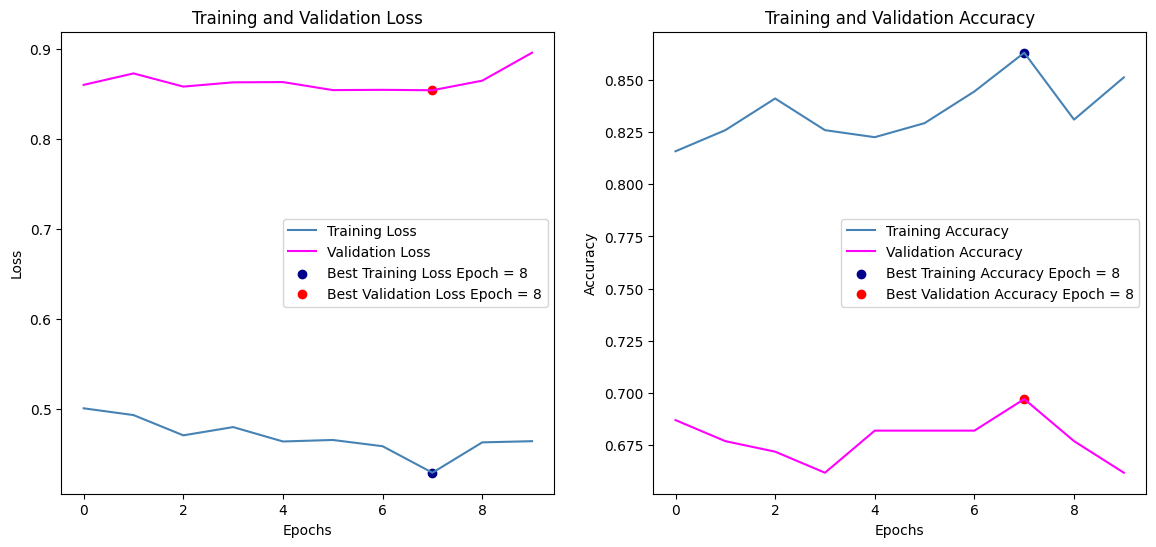 Training and Validation Loss
Loss
0.9
0.8
0.7
0.6
0.5
Training Loss
Validation Loss
Best Training Loss Epoch = 8
Best Validation Loss Epoch = 8
0
2
4
6
8
Epochs
Training and Validation Accuracy
Accuracy
0.850
0.825
0.800
0.775
0.750
0.725
0.700
0.675
Training Accuracy
Validation Accuracy
Best Training Accuracy Epoch = 8
Best Validation Accuracy Epoch = 8
0
2
4
6
8
Epochs